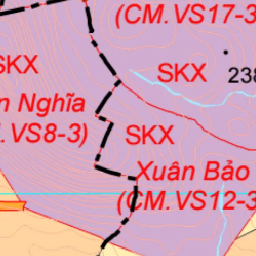 (CM.VS17-3
SKX
SKX
238
n Nghĩa
.VS8-3)
SKX
Xuân Bảo
(CM.VS12-3